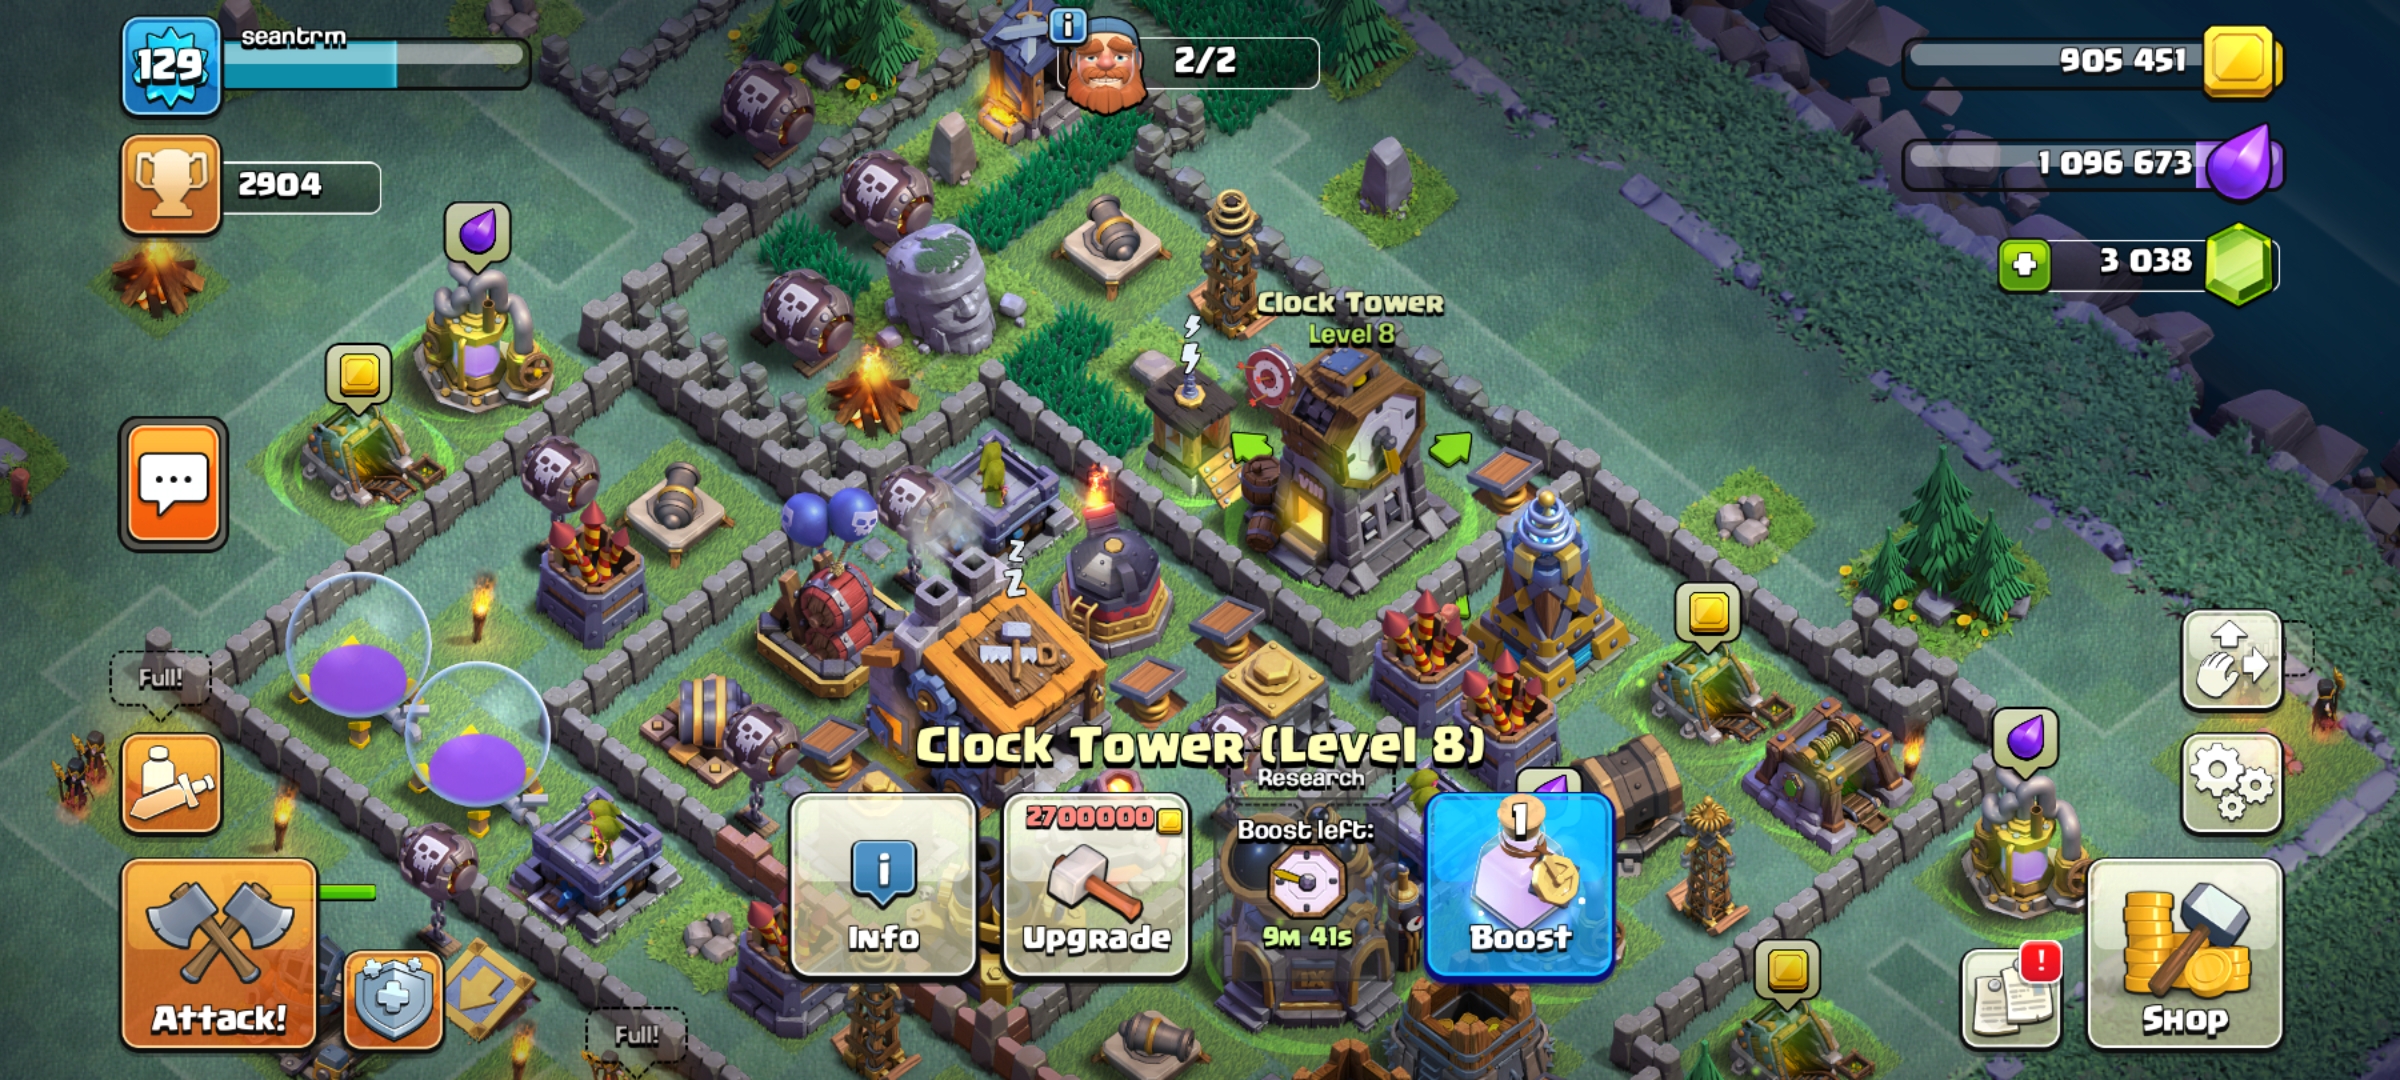 129
seantrm
i
2/2
905 451
2904
1 096 673
3 038
Clock Tower
Level 8
VIII
Full!
Clock Tower (Level 8)
Research
2700000
Boost left:
1
i
9m 41s
Info
Upgrade
Boost
!
Attack!
Full!
Shop